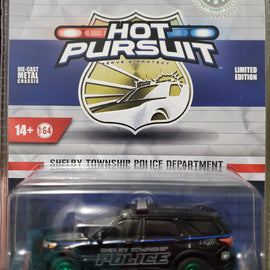 HOT
PURSUIT
SERVE & PROTECT
DIE-CAST
METAL
CHASSIS
LIMITED
EDITION
14+
1:64
SHELBY TOWNSHIP POLICE DEPARTMENT
SHELBY TOWNSHIP
POLICE